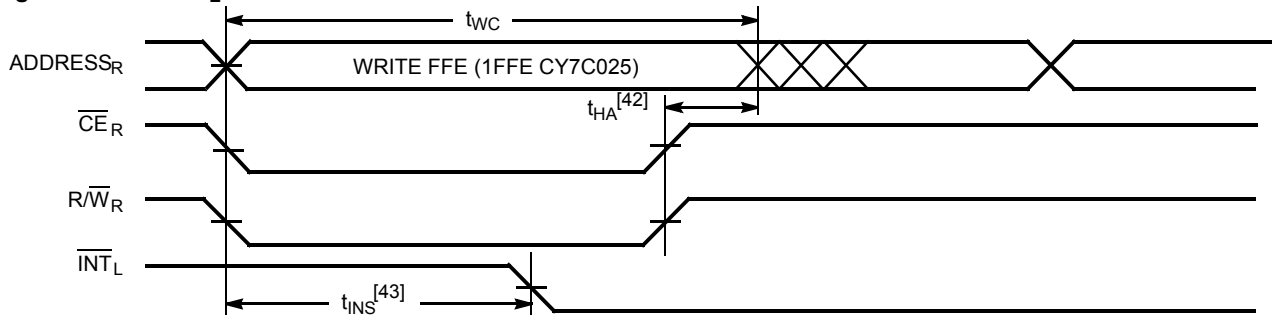 tWC
ADDRESSR
WRITE FFE (1FFE CY7C025)
tHA[42]
CER
R/WR
INTL
tINS[43]